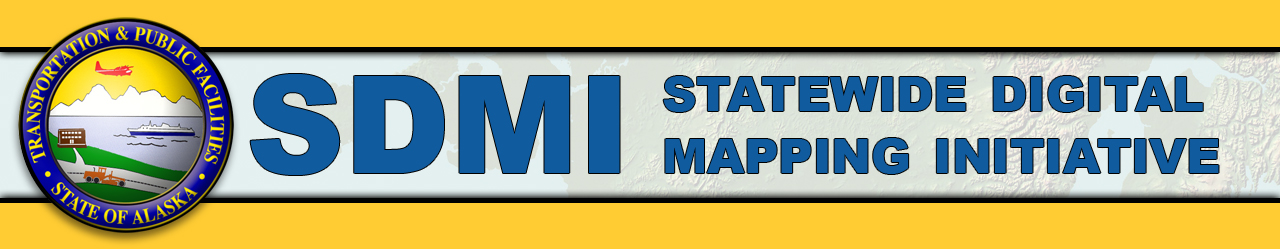 TRANSPORTATION & PUBLIC FACILITIES
• STATE OF ALASKA •
SDMI
STATEWIDE DIGITAL
MAPPING INITIATIVE